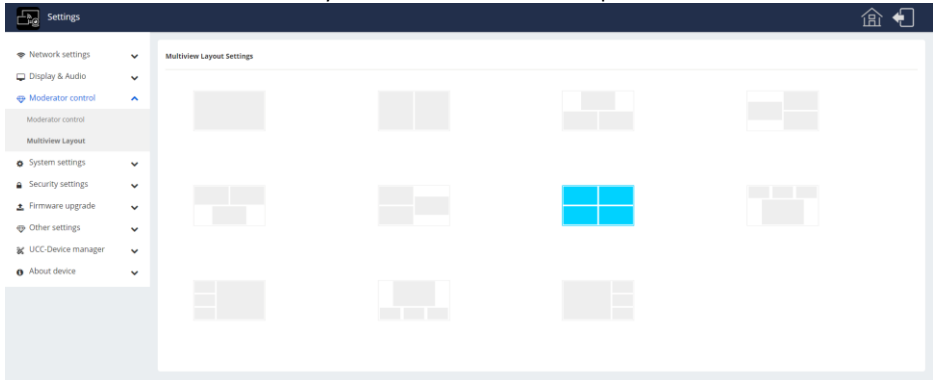 Settings
Network settings
Display & Audio
Moderator control
Moderator control
Multiview Layout
System settings
Security settings
Firmware upgrade
Other settings
UCC-Device manager
About device
Multiview Layout Settings